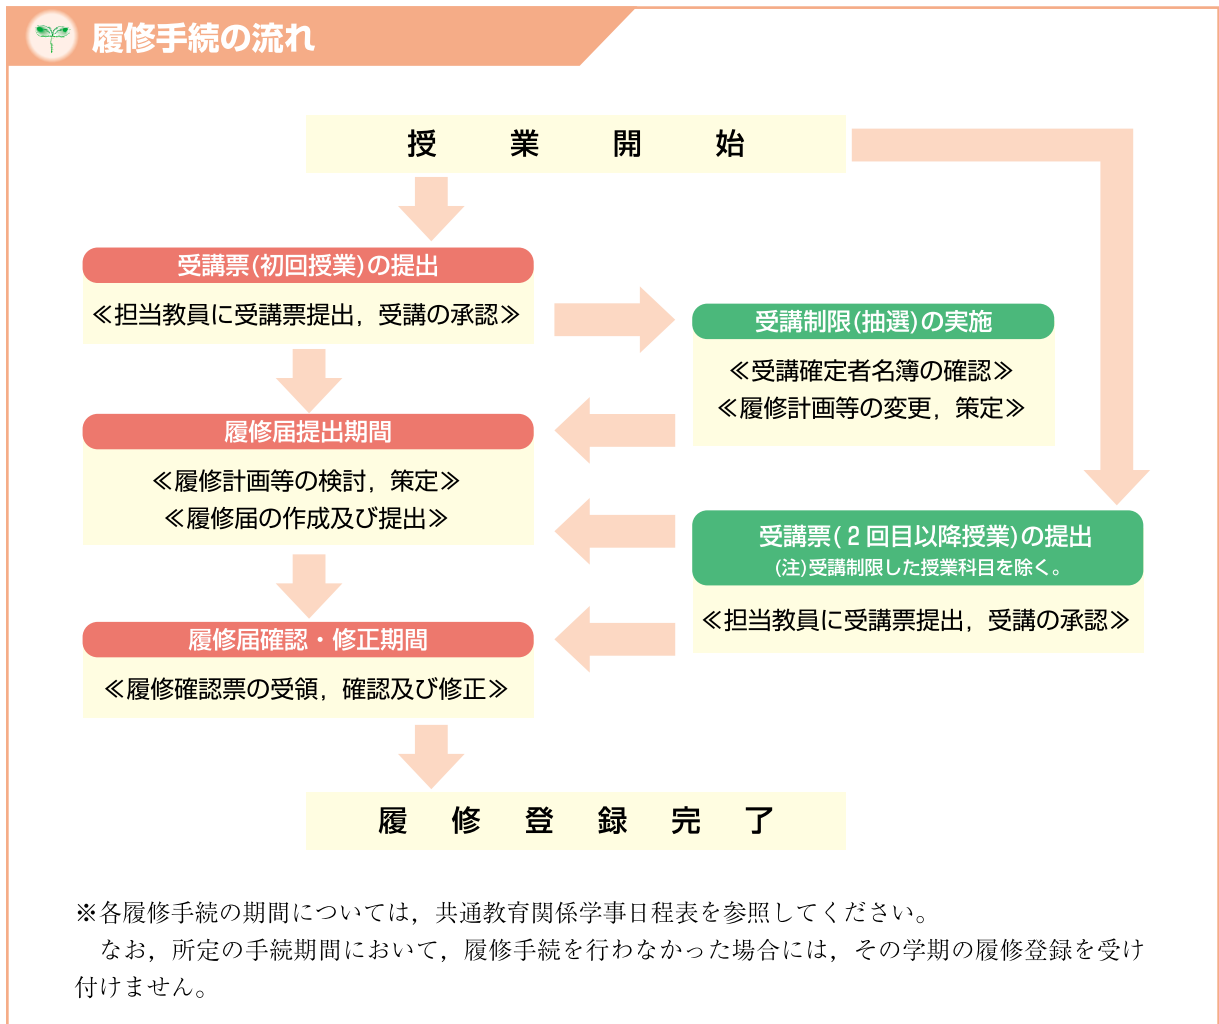 履修手続の流れ
授業開始
受講票(初回授業)の提出
≪担当教員に受講票提出，受講の承認≫
受講制限(抽選)の実施
≪受講確定者名簿の確認≫
≪履修計画等の変更，策定≫
履修届提出期間
≪履修計画等の検討，策定≫
≪履修届の作成及び提出≫
受講票(２回目以降授業)の提出
(注)受講制限した授業科目を除く。
≪担当教員に受講票提出，受講の承認≫
履修届確認・修正期間
≪履修確認票の受領，確認及び修正≫
履修登録完了
※各履修手続の期間については，共通教育関係学事日程表を参照してください。
なお，所定の手続期間において，履修手続を行わなかった場合には，その学期の履修登録を受け
付けません。